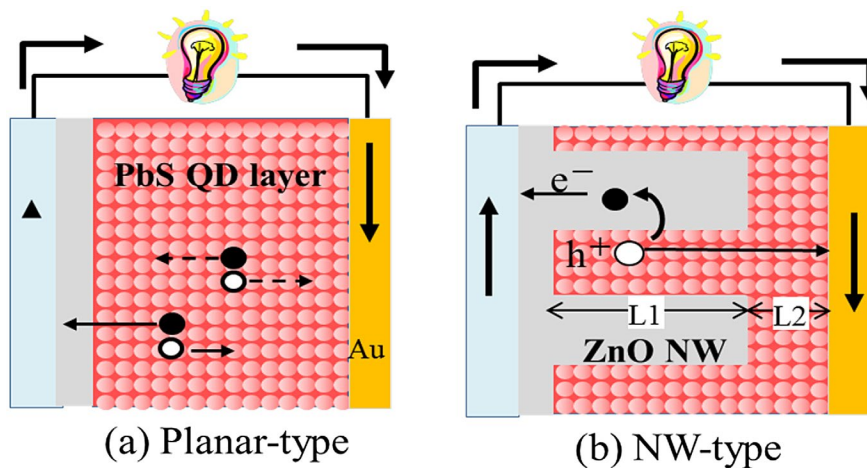 PbS QD layer
Au
(a) Planar-type
e⁻
h⁺
L1
L2
ZnO NW
(b) NW-type